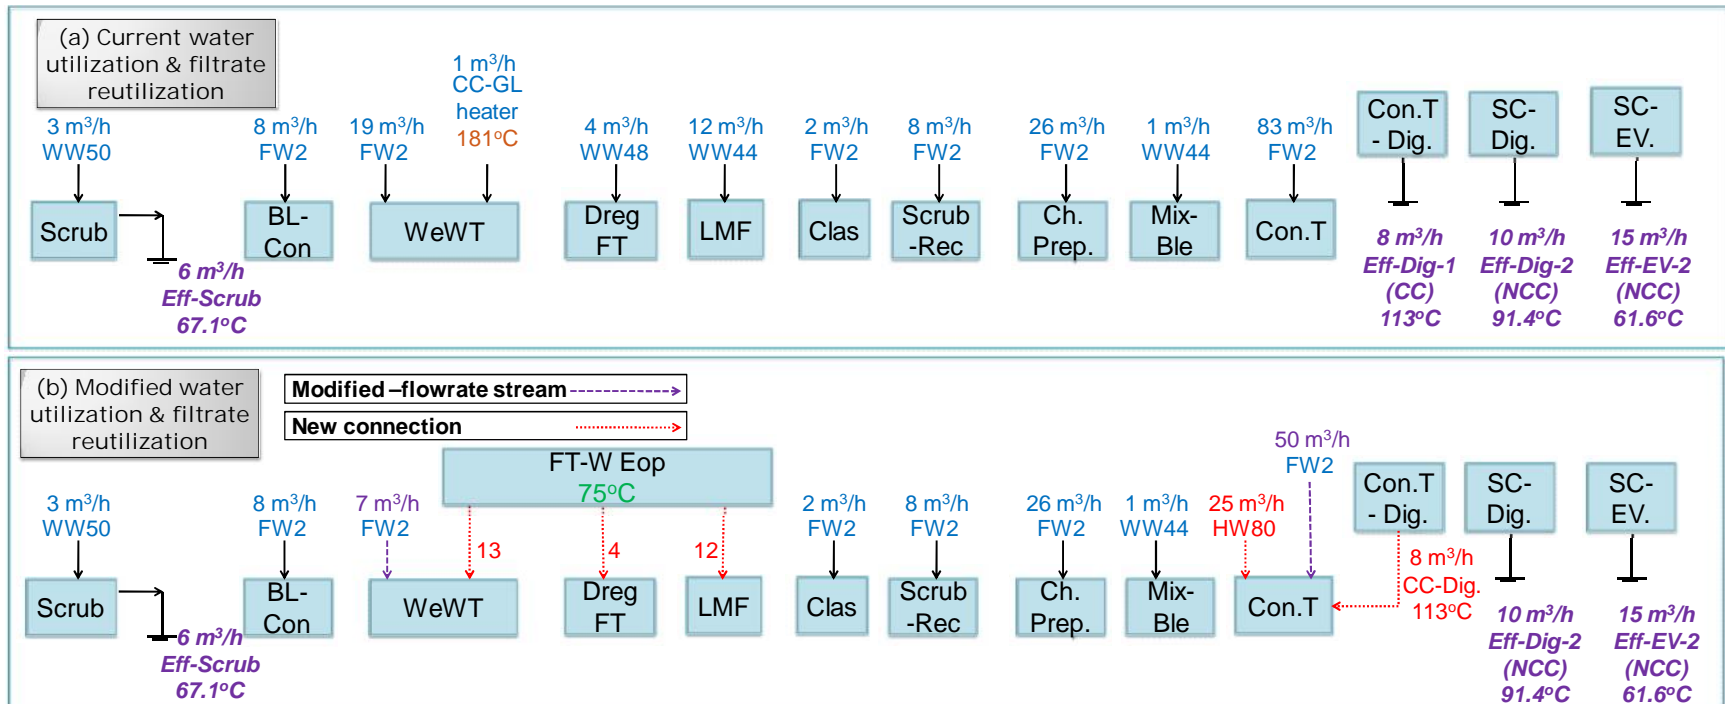 (a) Current water
utilization & filtrate
reutilization
3 m³/h
WW50
8 m³/h
FW2
19 m³/h
FW2
1 m³/h
CC-GL
heater
181°C
4 m³/h
WW48
12 m³/h
WW44
2 m³/h
FW2
8 m³/h
FW2
26 m³/h
FW2
1 m³/h
WW44
83 m³/h
FW2
Con.T
- Dig.
SC-
Dig.
SC-
EV.
Scrub
BL-
Con
WeWT
Dreg
FT
LMF
Clas
Scrub
-Rec
Ch.
Prep.
Mix-
Ble
Con.T
6 m³/h
Eff-Scrub
67.1°C
8 m³/h
Eff-Dig-1
(CC)
113°C
10 m³/h
Eff-Dig-2
(NCC)
91.4°C
15 m³/h
Eff-EV-2
(NCC)
61.6°C
(b) Modified water
utilization & filtrate
reutilization
Modified –flowrate stream
New connection
FT-W Eop
75°C
3 m³/h
WW50
8 m³/h
FW2
7 m³/h
FW2
13
4
12
2 m³/h
FW2
8 m³/h
FW2
26 m³/h
FW2
1 m³/h
WW44
25 m³/h
HW80
50 m³/h
FW2
Con.T
- Dig.
SC-
Dig.
SC-
EV.
8 m³/h
CC-Dig.
113°C
Scrub
BL-
Con
WeWT
Dreg
FT
LMF
Clas
Scrub
-Rec
Ch.
Prep.
Mix-
Ble
Con.T
6 m³/h
Eff-Scrub
67.1°C
10 m³/h
Eff-Dig-2
(NCC)
91.4°C
15 m³/h
Eff-EV-2
(NCC)
61.6°C